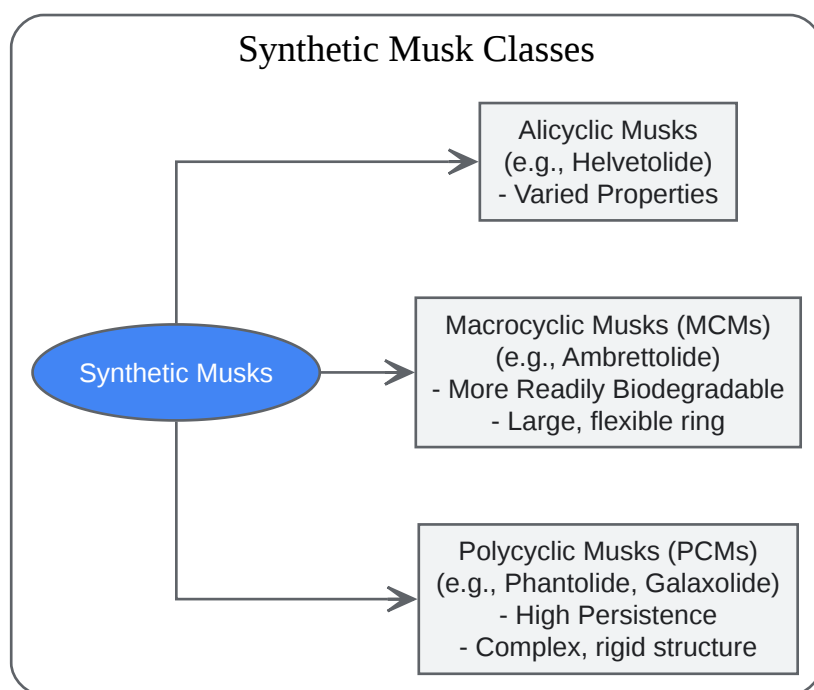 Synthetic Musk Classes
Alicyclic Musks
(e.g., Helvetolide)
- Varied Properties
Macrocyclic Musks (MCMs)
(e.g., Ambrettolide)
- More Readily Biodegradable
- Large, flexible ring
Synthetic Musks
Polycyclic Musks (PCMs)
(e.g., Phantolide, Galaxolide)
- High Persistence
- Complex, rigid structure